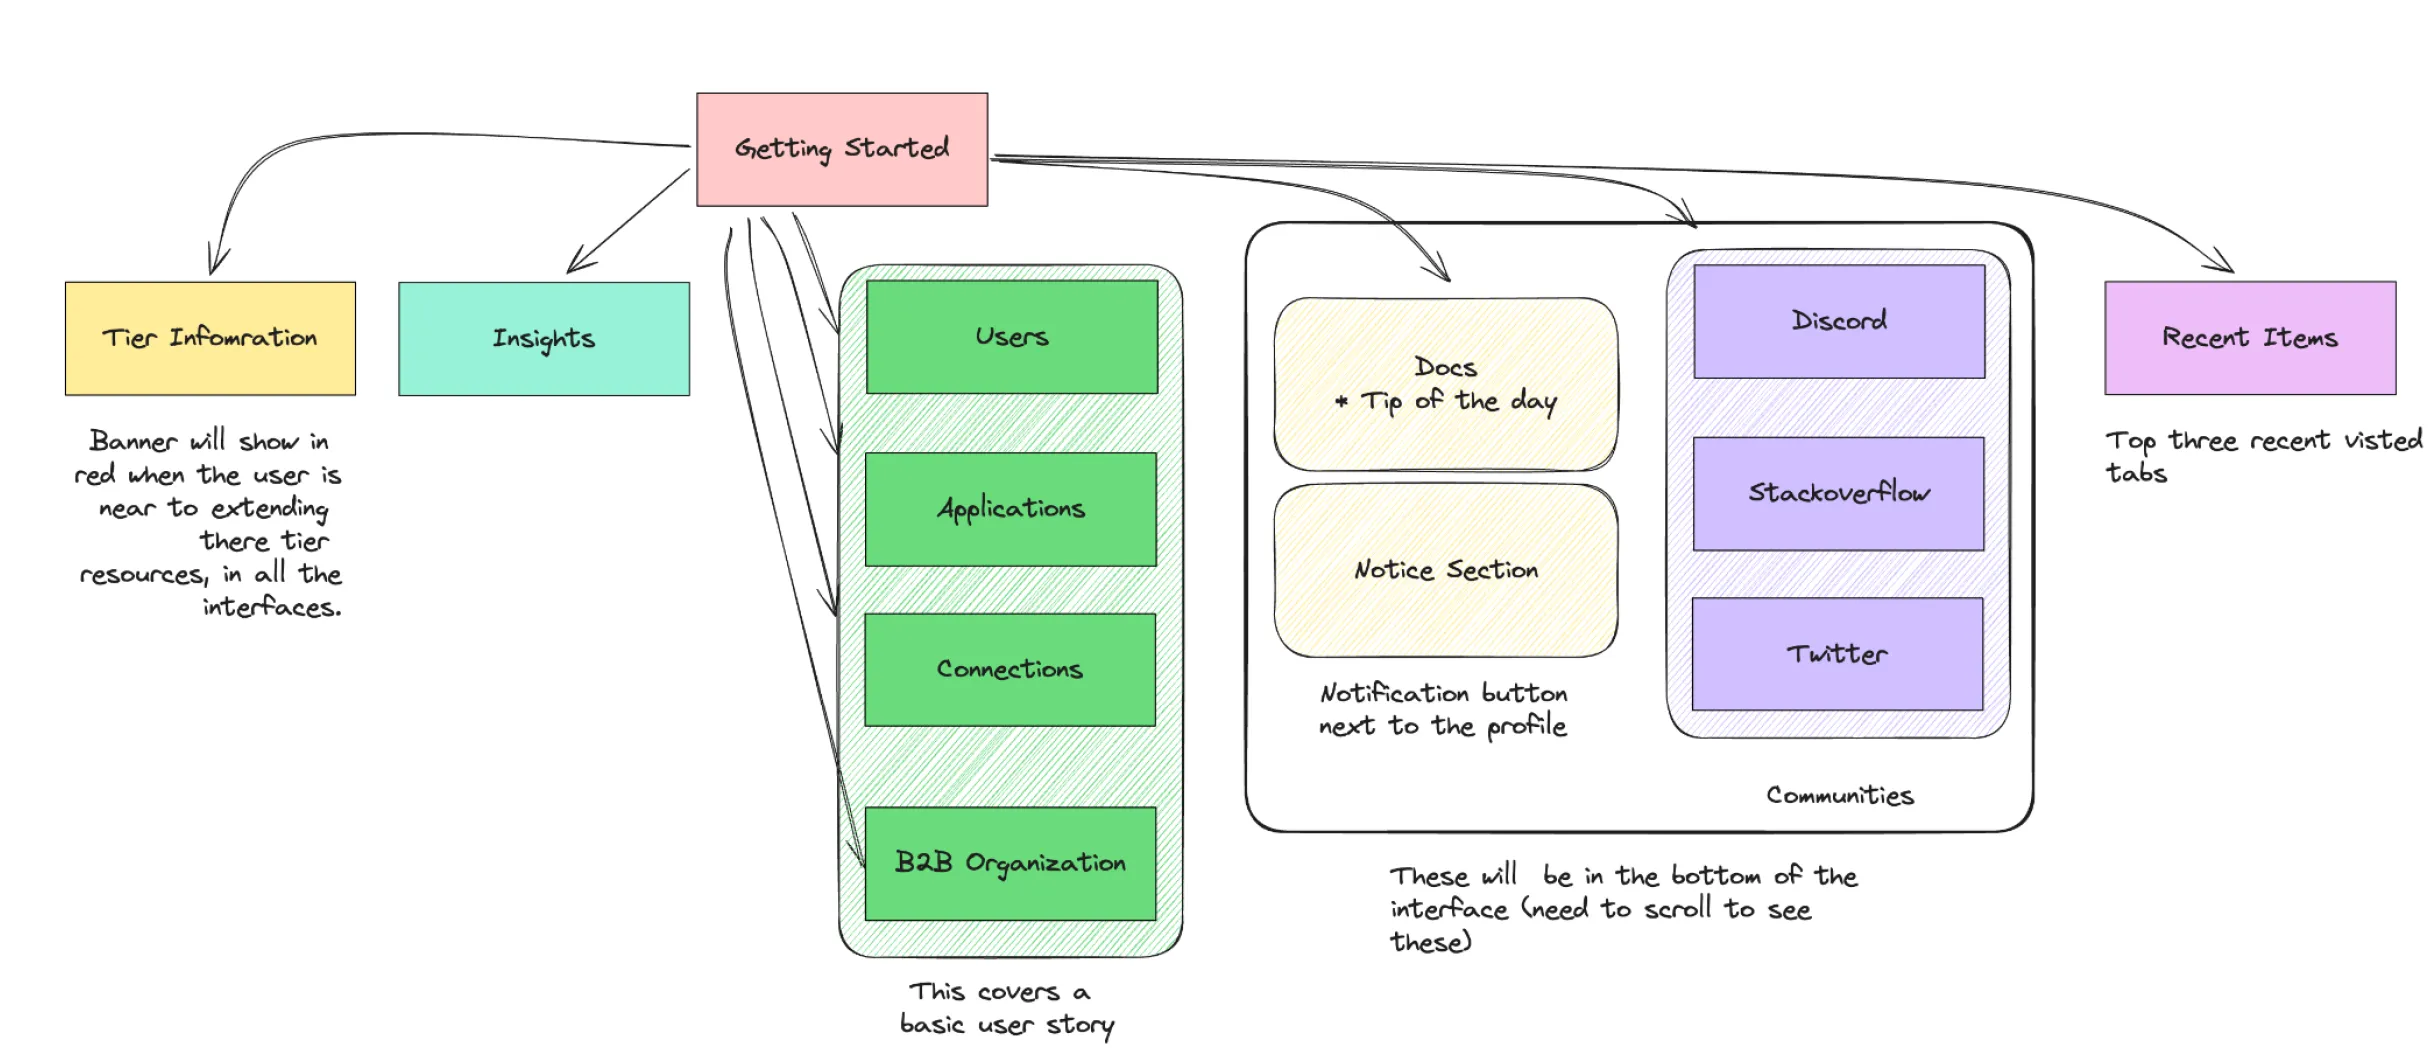 Getting Started
Tier Infomration
Banner will show in
red when the user is
near to extending
there tier
resources, in all the
interfaces.
Insights
Users
Applications
Connections
B2B Organization
This covers a
basic user story
Docs
* Tip of the day
Notice Section
Notification button
next to the profile
Discord
Stackoverflow
Twitter
Communities
These will be in the bottom of the
interface (need to scroll to see
these)
Recent Items
Top three recent visted
tabs